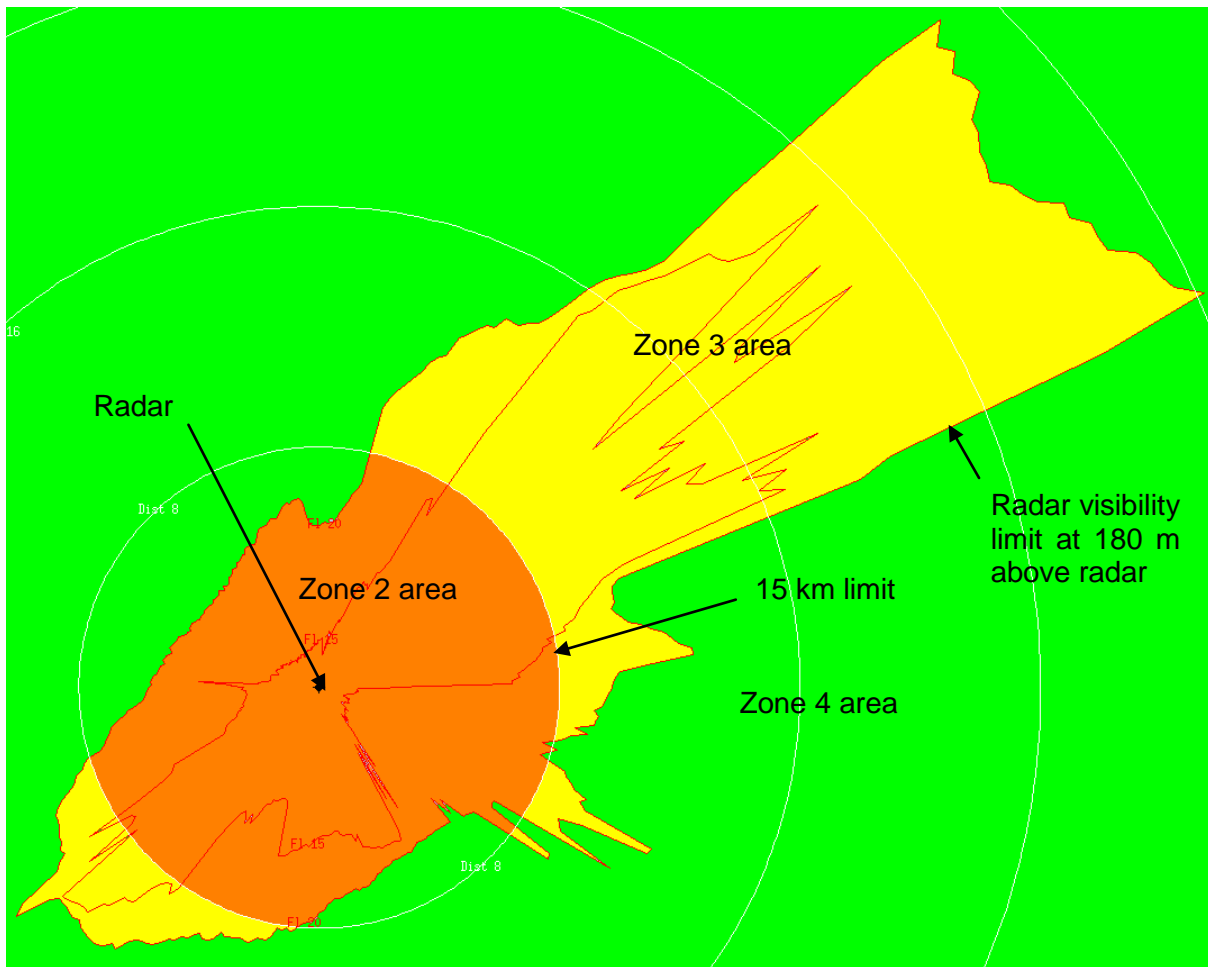 Zone 3 area
16
Radar
Dist 8
Fl 20
Radar visibility
limit at 180 m
above radar
Zone 2 area
15 km limit
Fl 15
Zone 4 area
Fl 15
Dist 8
Fl 20